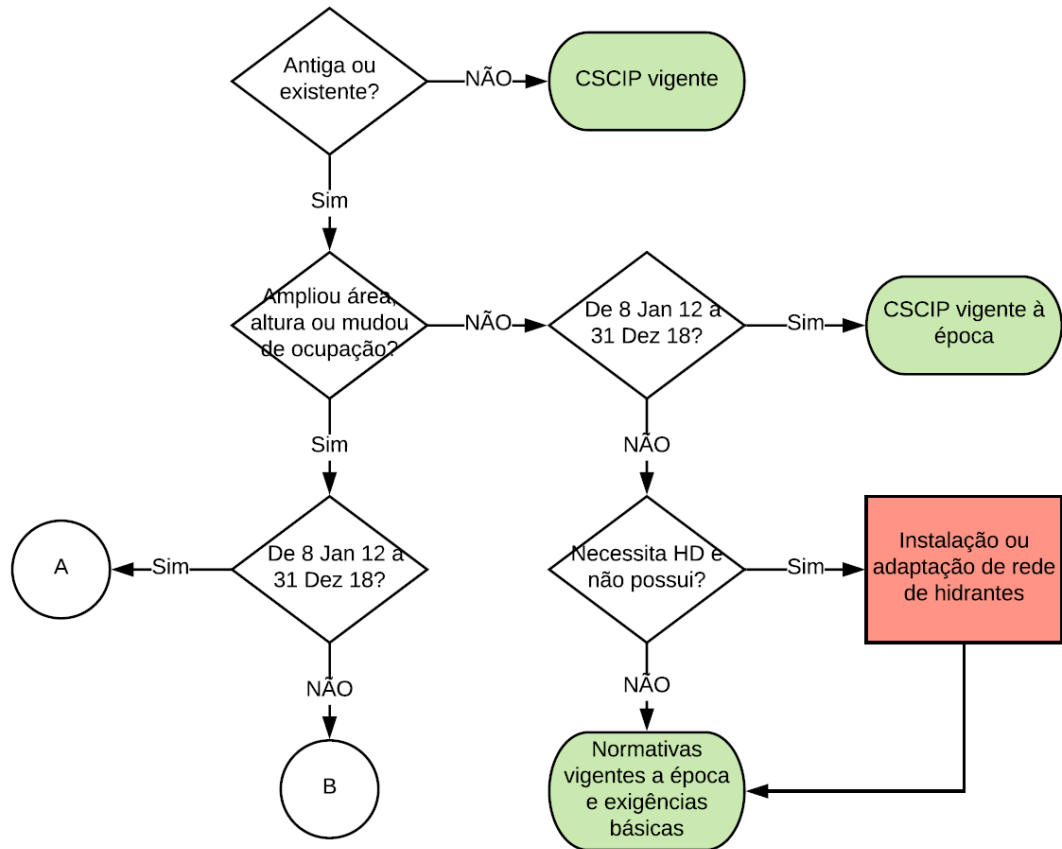 Antiga ou
existente?
NÃO
CSCIP vigente
Sim
Ampliou área,
altura ou mudou
de ocupação?
NÃO
De 8 Jan 12 a
31 Dez 18?
Sim
CSCIP vigente à
época
Sim
NÃO
A
Sim
De 8 Jan 12 a
31 Dez 18?
Necessita HD e
não possui?
Sim
Instalação ou
adaptação de rede
de hidrantes
NÃO
NÃO
B
Normativas
vigentes a época
e exigências
básicas